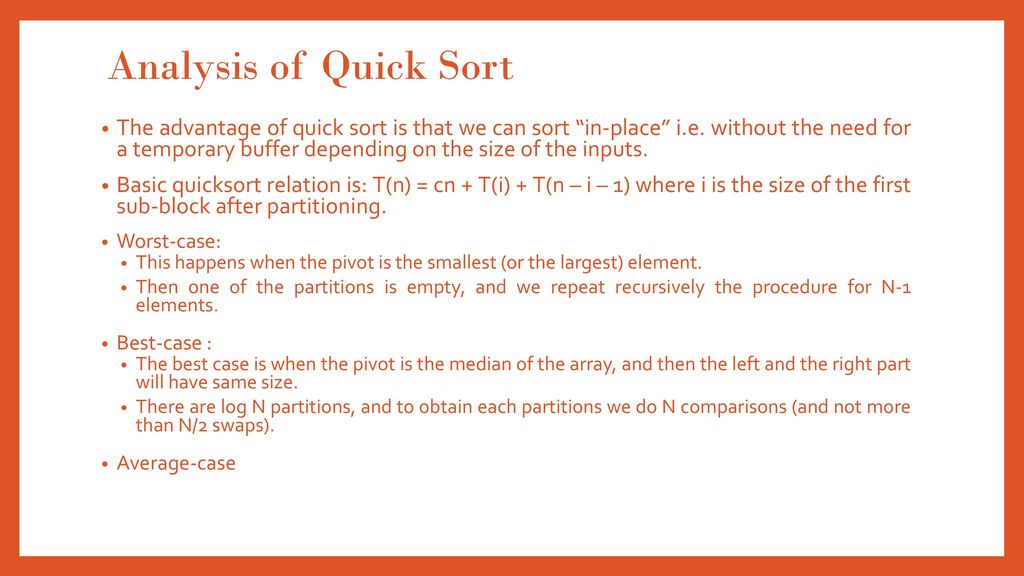 Analysis of Quick Sort
• The advantage of quick sort is that we can sort “in-place” i.e. without the need for
a temporary buffer depending on the size of the inputs.
• Basic quicksort relation is: T(n) = cn + T(i) + T(n – i – 1) where i is the size of the first
sub-block after partitioning.
• Worst-case:
• This happens when the pivot is the smallest (or the largest) element.
• Then one of the partitions is empty, and we repeat recursively the procedure for N-1
elements.
• Best-case :
• The best case is when the pivot is the median of the array, and then the left and the right part
will have same size.
• There are log N partitions, and to obtain each partitions we do N comparisons (and not more
than N/2 swaps).
• Average-case